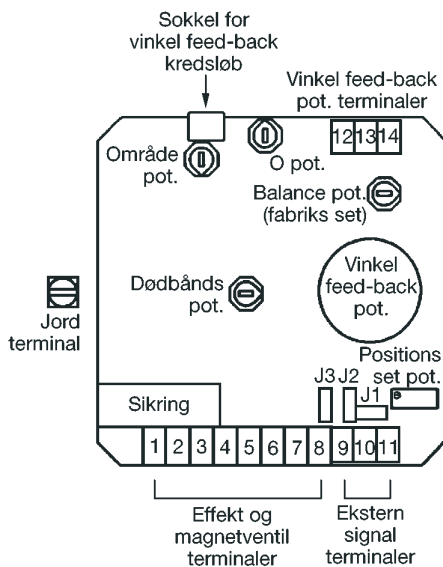 Sokkel for
vinkel feed-back
kredsløb
Vinkel feed-back
pot. terminaler
12 13 14
Område
pot.
O pot.
Balance pot.
(fabriks set)
Dødbånds
pot.
Vinkel
feed-back
pot.
Jord
terminal
Positions
set pot.
J3 J2 J1
Sikring
1 2 3 4 5 6 7 8 9 10 11
Effekt og
magnetventil
terminaler
Ekstern
signal
terminaler